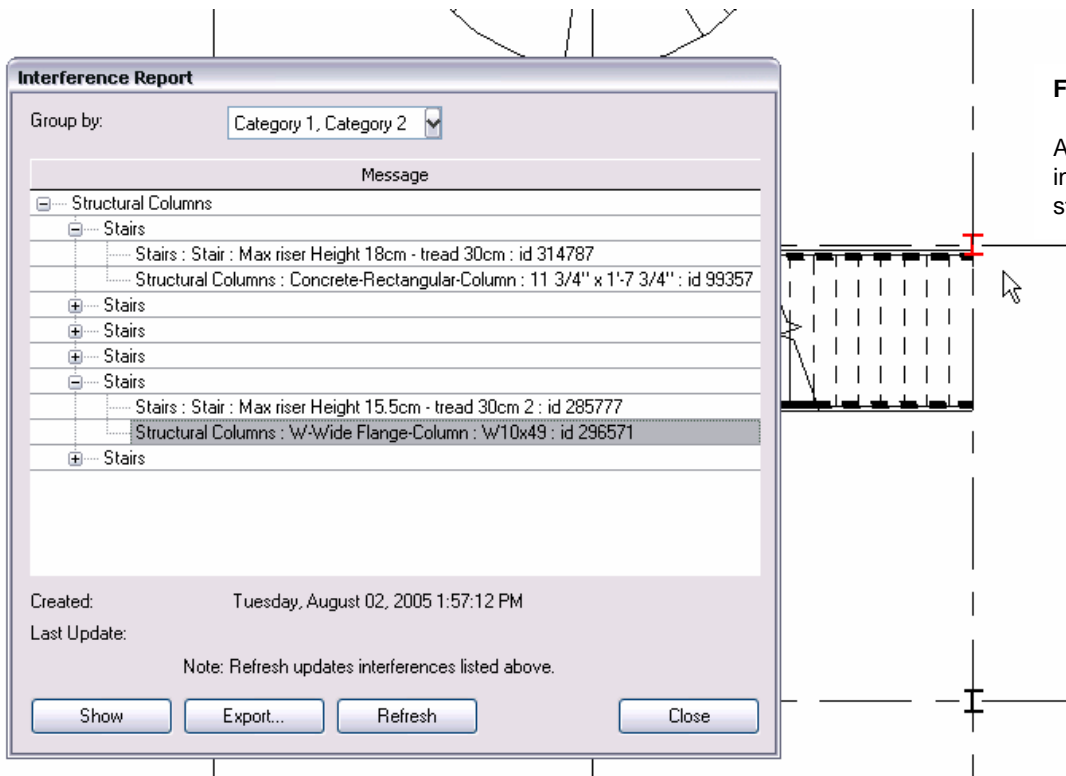 Interference Report
Group by:
Category 1, Category 2
Message
Structural Columns
Stairs
Stairs : Stair : Max riser Height 18cm - tread 30cm : id 314787
Structural Columns : Concrete-Rectangular-Column : 11 3/4" x 1'-7 3/4" : id 99357
Stairs
Stairs
Stairs
Stairs
Stairs : Stair : Max riser Height 15.5cm - tread 30cm 2 : id 285777
Structural Columns : W-Wide Flange-Column : W10x49 : id 296571
Stairs
Created:
Tuesday, August 02, 2005 1:57:12 PM
Last Update:
Note: Refresh updates interferences listed above.
Show
Export...
Refresh
Close